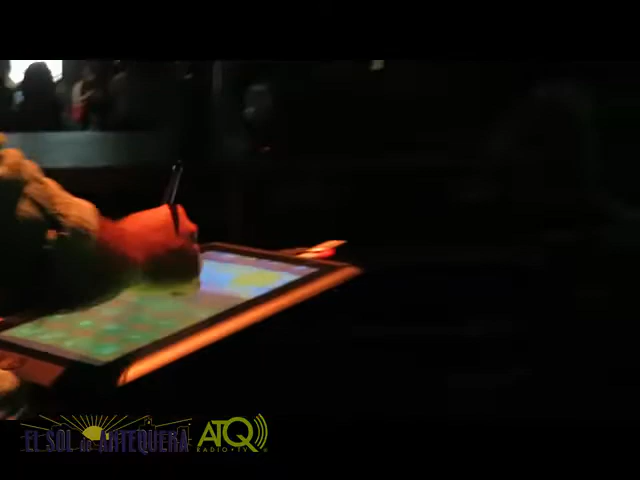 EL SOL DE ANTEQUERA
ATQ
RADIO • TV